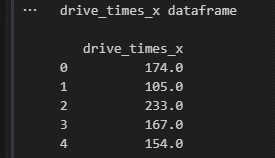 ... drive_times_x dataframe
drive_times_x
0 174.0
1 105.0
2 233.0
3 167.0
4 154.0